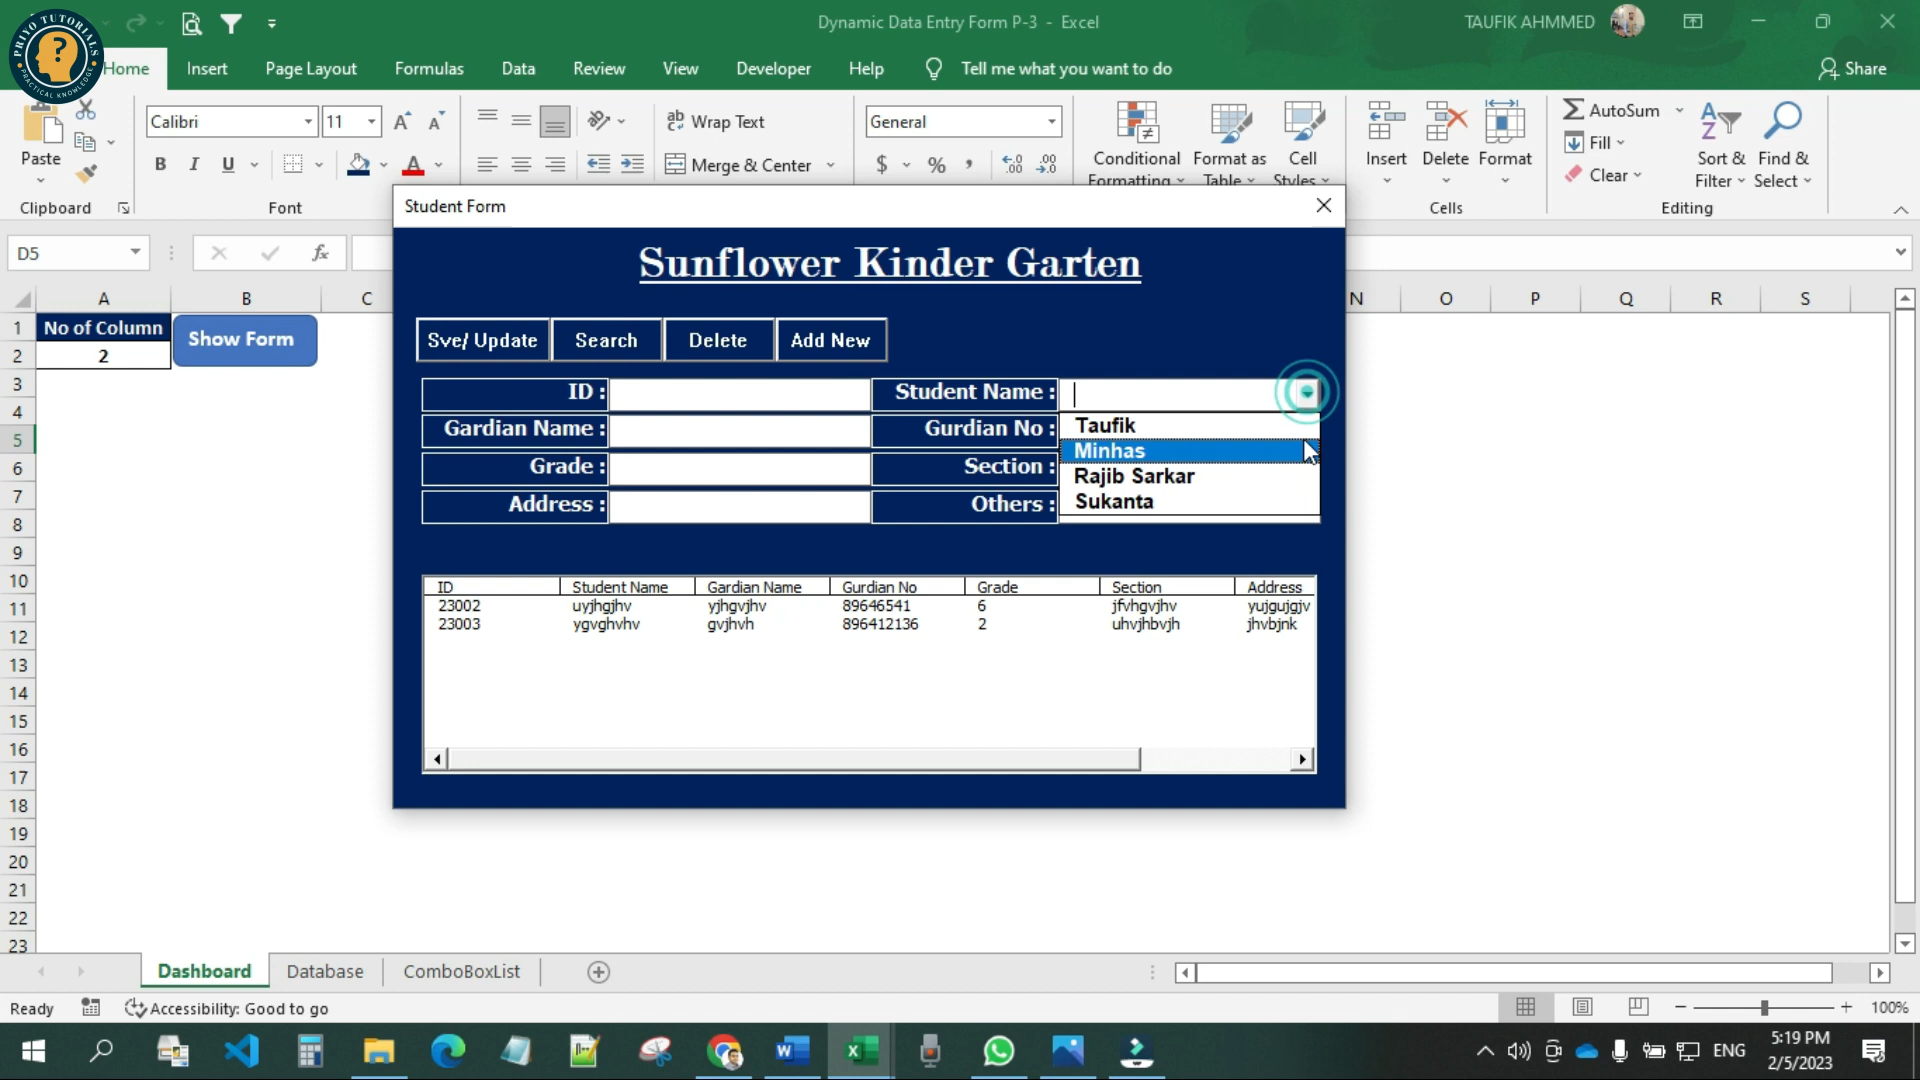 PRIYO TUTORIALS
PRACTICAL KNOWLEDGE
Dynamic Data Entry Form P-3 - Excel
TAUFIK AHMMED
Home Insert Page Layout Formulas Data Review View Developer Help Tell me what you want to do Share
Calibri 11 Wrap Text General AutoSum
Paste B I U A Merge & Center $ % Conditional Formatting Format as Table Cell Styles Insert Delete Format Fill Clear Sort & Filter Find & Select
Clipboard Font Cells Editing
D5 fx
Student Form
Sunflower Kinder Garten
Sve/ Update Search Delete Add New
ID : Student Name :
Gardian Name : Gurdian No :
Grade : Section :
Address : Others :
Taufik
Minhas
Rajib Sarkar
Sukanta
ID Student Name Gardian Name Gurdian No Grade Section Address
23002 uyjhgjhv yjhgvjhv 89646541 6 jfvhgvjhv yujgujgjv
23003 ygvghvhv gvjhvh 896412136 2 uhvjhbvjh jhvbjnk
A B C N O P Q R S
1 No of Column Show Form
2 2
3
4
5
6
7
8
9
10
11
12
13
14
15
16
17
18
19
20
21
22
23
Dashboard Database ComboBoxList
Ready Accessibility: Good to go 100%
ENG 5:19 PM
2/5/2023